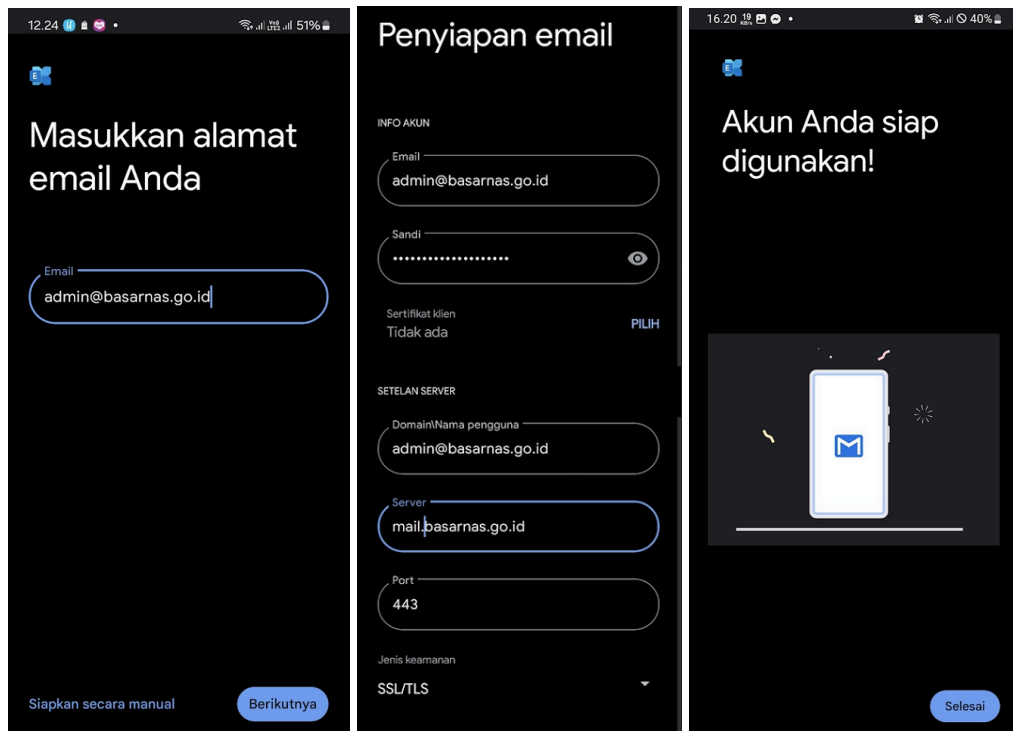 12.24
51%
E
Masukkan alamat
email Anda
Email
admin@basarnas.go.id
Siapkan secara manual
Berikutnya
Penyiapan email
INFO AKUN
Email
admin@basarnas.go.id
Sandi
••••••••••••••••••••
Sertifikat klien
Tidak ada
PILIH
SETELAN SERVER
Domain\Nama pengguna
admin@basarnas.go.id
Server
mail.basarnas.go.id
Port
443
Jenis keamanan
SSL/TLS
16.20
19
KB/s
40%
E
Akun Anda siap
digunakan!
M
Selesai